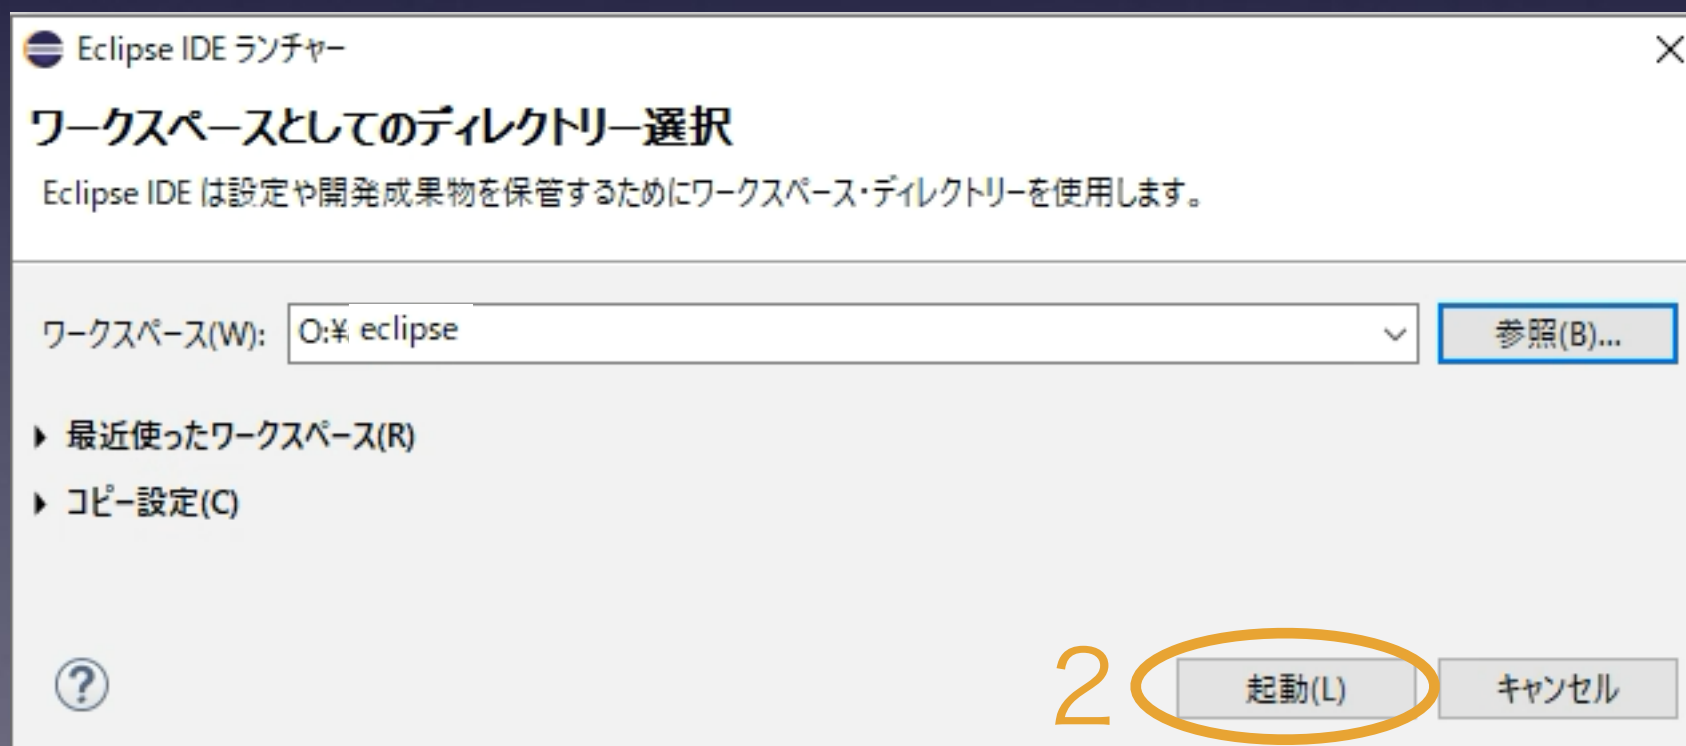 Eclipse IDE ランチャー
ワークスペースとしてのディレクトリー選択
Eclipse IDE は設定や開発成果物を保管するためにワークスペース・ディレクトリーを使用します。
ワークスペース(W): O:¥ eclipse 参照(B)...
最近使ったワークスペース(R)
コピー設定(C)
? 2 起動(L) キャンセル